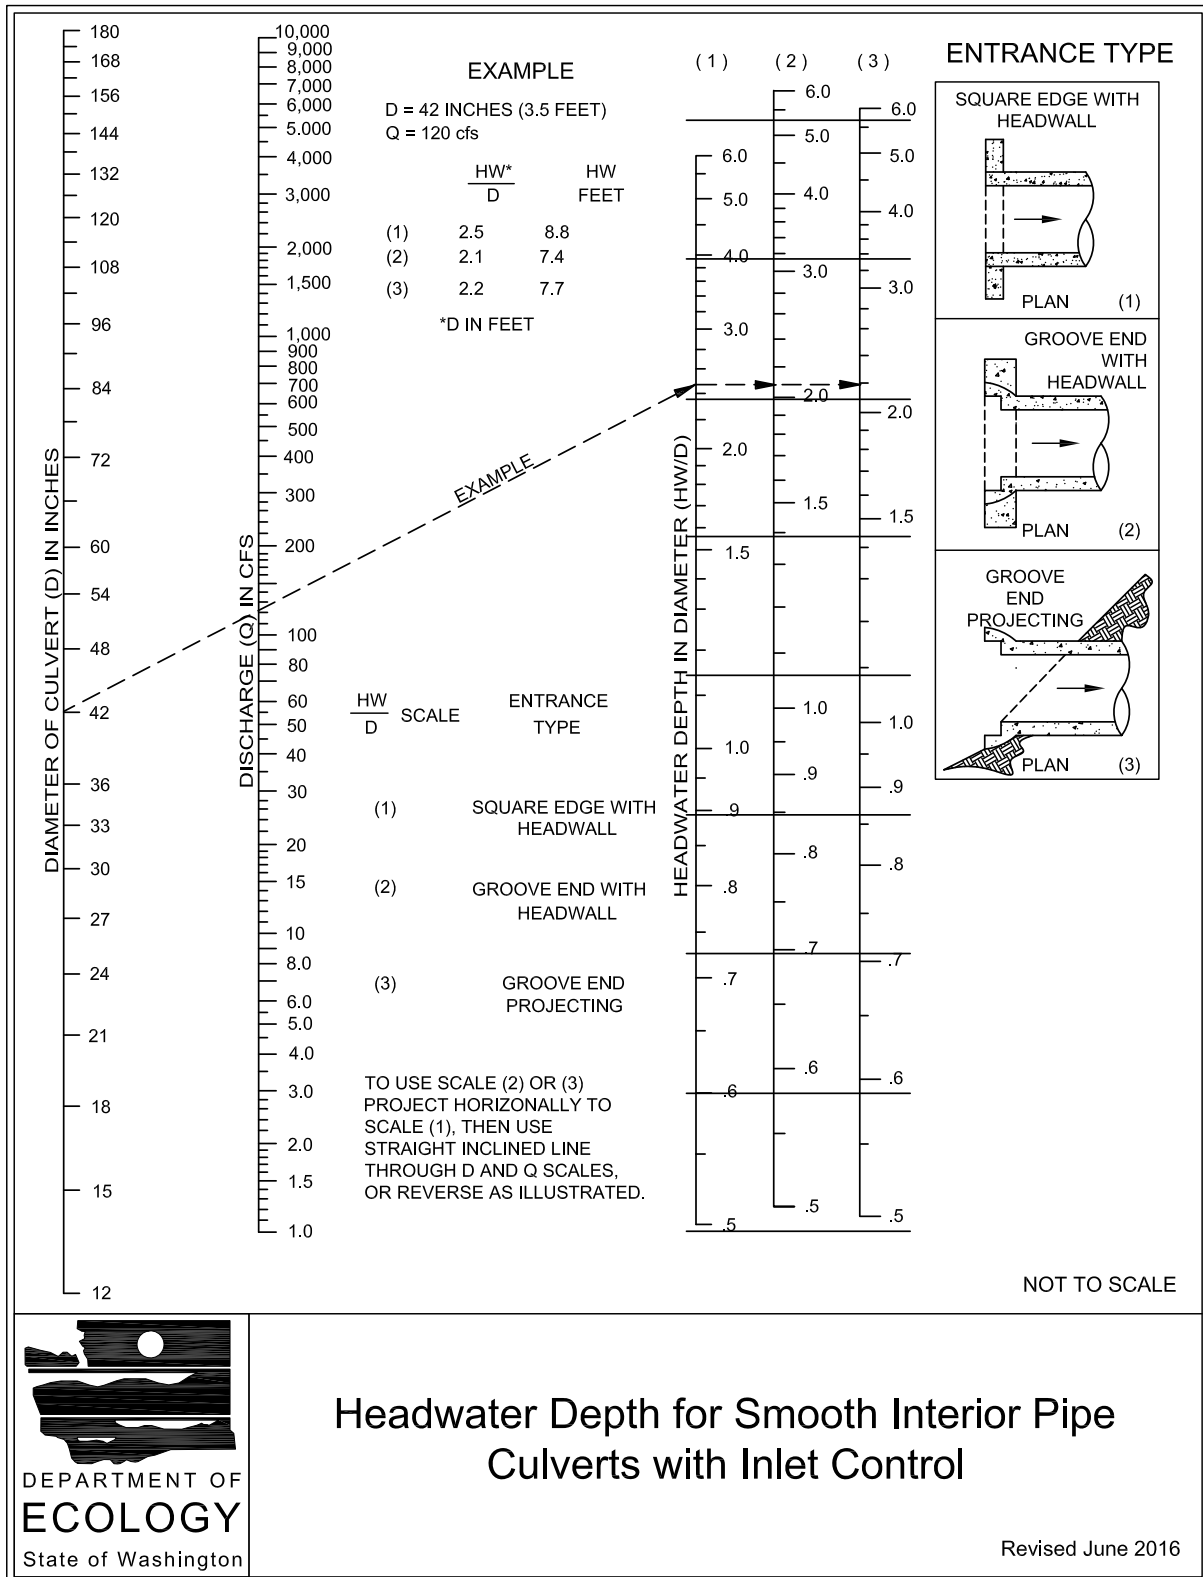 180
168
156
144
132
120
108
96
84
72
60
54
48
42
36
33
30
27
24
21
18
15
12
DIAMETER OF CULVERT (D) IN INCHES
10,000
9,000
8,000
7,000
6,000
5,000
4,000
3,000
2,000
1,500
1,000
900
800
700
600
500
400
300
200
100
80
60
50
40
30
20
15
10
8.0
6.0
5.0
4.0
3.0
2.0
1.5
1.0
DISCHARGE (Q) IN CFS
EXAMPLE
D = 42 INCHES (3.5 FEET)
Q = 120 cfs
HW* HW
D FEET
(1) 2.5 8.8
(2) 2.1 7.4
(3) 2.2 7.7
*D IN FEET
EXAMPLE
HW SCALE ENTRANCE
D TYPE
(1) SQUARE EDGE WITH
HEADWALL
(2) GROOVE END WITH
HEADWALL
(3) GROOVE END
PROJECTING
TO USE SCALE (2) OR (3)
PROJECT HORIZONALLY TO
SCALE (1), THEN USE
STRAIGHT INCLINED LINE
THROUGH D AND Q SCALES,
OR REVERSE AS ILLUSTRATED.
HEADWATER DEPTH IN DIAMETER (HW/D)
(1)
6.0
5.0
4.0
3.0
2.0
1.5
1.0
.9
.8
.7
.6
.5
(2)
6.0
5.0
4.0
3.0
2.0
1.5
1.0
.9
.8
.7
.6
.5
(3)
6.0
5.0
4.0
3.0
2.0
1.5
1.0
.9
.8
.7
.6
.5
ENTRANCE TYPE
SQUARE EDGE WITH
HEADWALL
PLAN (1)
GROOVE END
WITH
HEADWALL
PLAN (2)
GROOVE
END
PROJECTING
PLAN (3)
NOT TO SCALE
DEPARTMENT OF
ECOLOGY
State of Washington
Headwater Depth for Smooth Interior Pipe
Culverts with Inlet Control
Revised June 2016